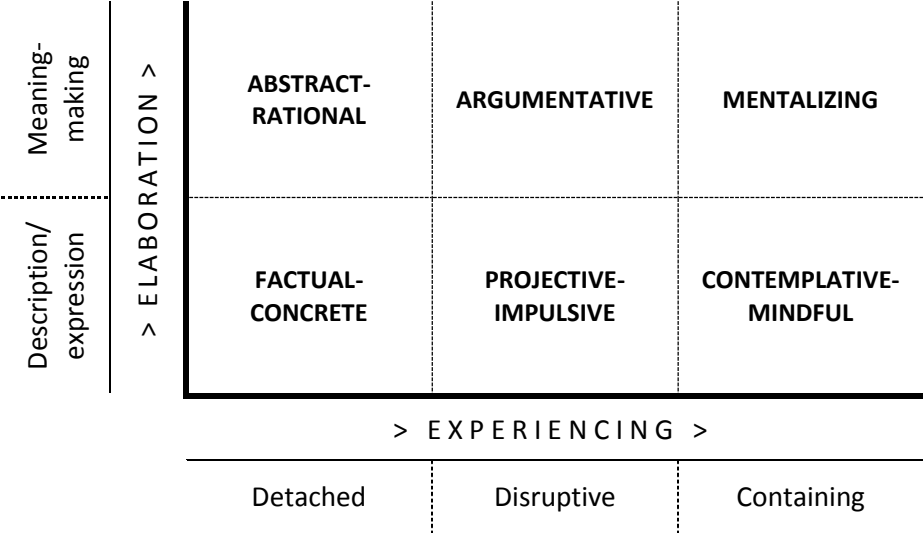 Meaning-
making
Description/
expression
> ELABORATION >
ABSTRACT-
RATIONAL
ARGUMENTATIVE
MENTALIZING
FACTUAL-
CONCRETE
PROJECTIVE-
IMPULSIVE
CONTEMPLATIVE-
MINDFUL
> EXPERIENCING >
Detached
Disruptive
Containing